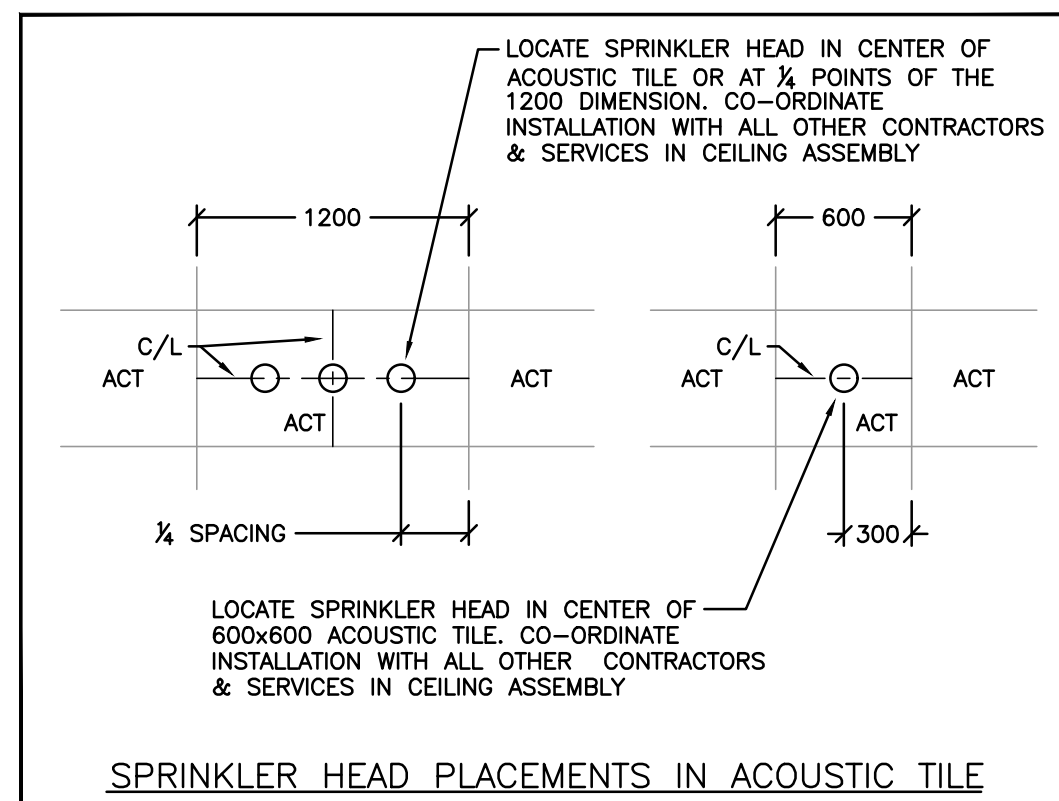 LOCATE SPRINKLER HEAD IN CENTER OF
ACOUSTIC TILE OR AT ¼ POINTS OF THE
1200 DIMENSION. CO-ORDINATE
INSTALLATION WITH ALL OTHER CONTRACTORS
& SERVICES IN CEILING ASSEMBLY
1200
600
C/L
C/L
ACT
ACT
ACT
ACT
ACT
ACT
¼ SPACING
300
LOCATE SPRINKLER HEAD IN CENTER OF
600x600 ACOUSTIC TILE. CO-ORDINATE
INSTALLATION WITH ALL OTHER CONTRACTORS
& SERVICES IN CEILING ASSEMBLY
SPRINKLER HEAD PLACEMENTS IN ACOUSTIC TILE